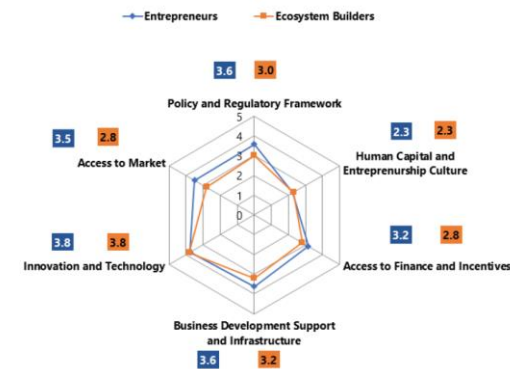 Entrepreneurs Ecosystem Builders
3.6 3.0
Policy and Regulatory Framework
5
4
3
2
1
0
3.5 2.8
Access to Market
2.3 2.3
Human Capital and
Entreprenurship Culture
3.8 3.8
Innovation and Technology
3.2 2.8
Access to Finance and Incentives
Business Development Support
and Infrastructure
3.6 3.2